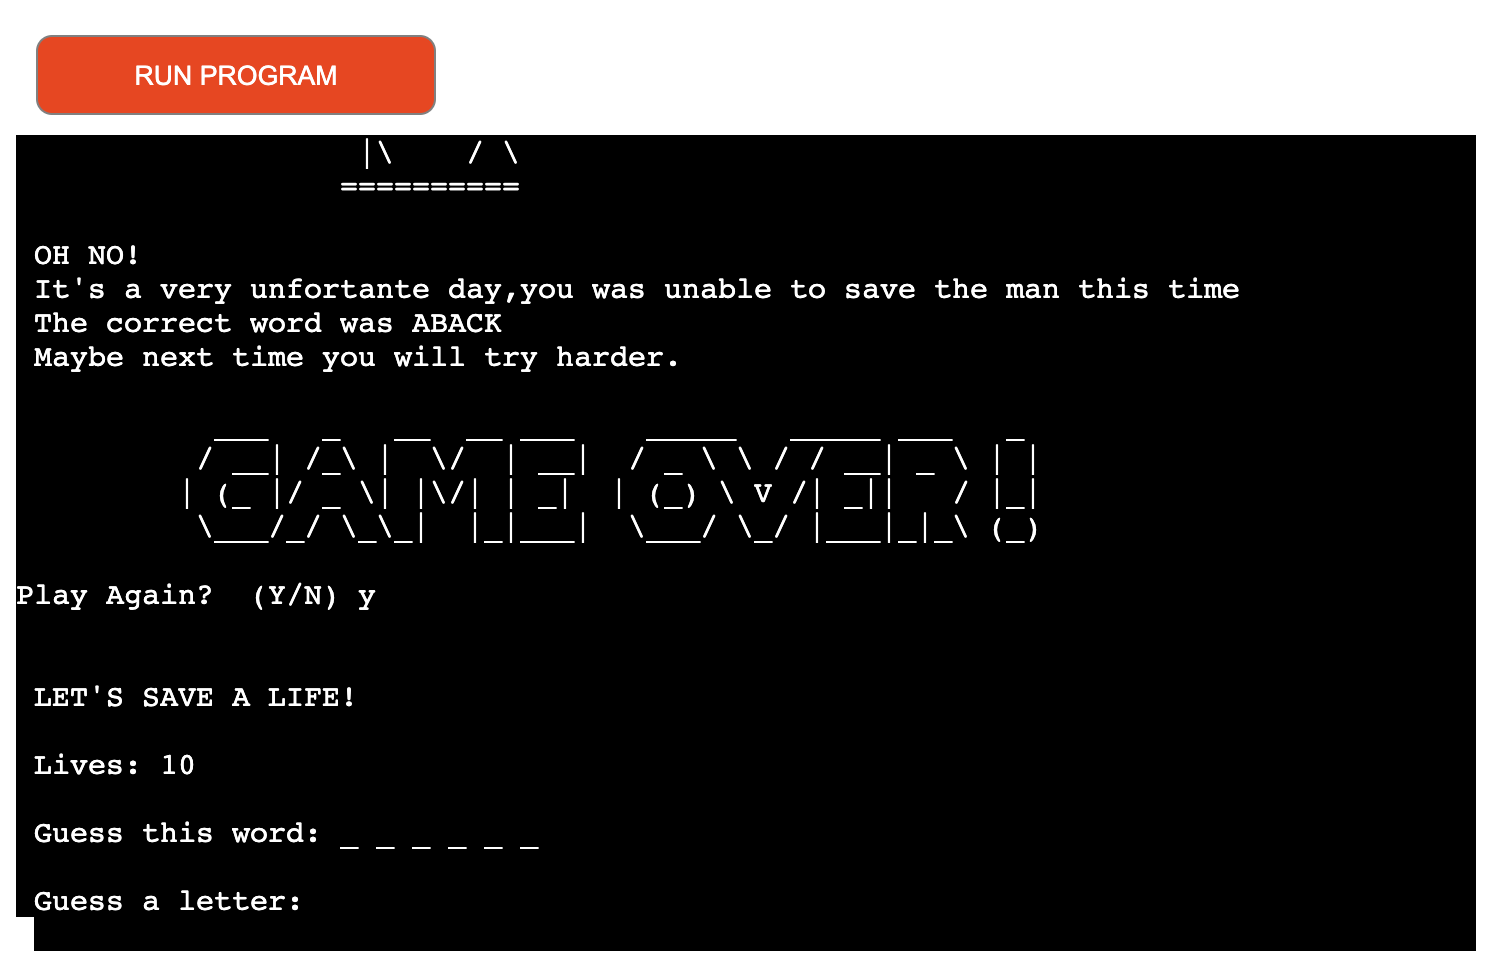 RUN PROGRAM
|\    / \
==========
OH NO!
It's a very unfortante day,you was unable to save the man this time
The correct word was ABACK
Maybe next time you will try harder.
GAME OVER!
Play Again?  (Y/N) y
LET'S SAVE A LIFE!
Lives: 10
Guess this word: _ _ _ _ _ _
Guess a letter: